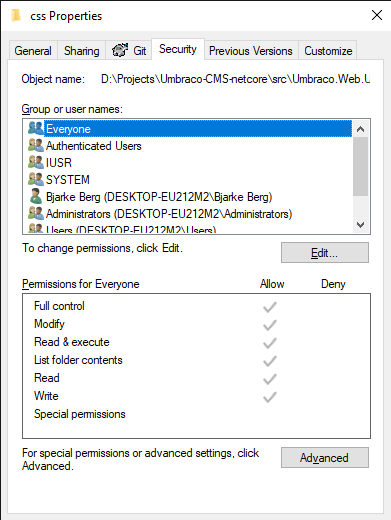 css Properties
General Sharing Git Security Previous Versions Customize
Object name: D:\Projects\Umbraco-CMS-netcore\src\Umbraco.Web.U
Group or user names:
Everyone
Authenticated Users
IUSR
SYSTEM
Bjarke Berg (DESKTOP-EU212M2\Bjarke Berg)
Administrators (DESKTOP-EU212M2\Administrators)
Users (DESKTOP-EU212M2\Users)
To change permissions, click Edit.
Edit...
Permissions for Everyone Allow Deny
Full control
Modify
Read & execute
List folder contents
Read
Write
Special permissions
For special permissions or advanced settings, click
Advanced.
Advanced